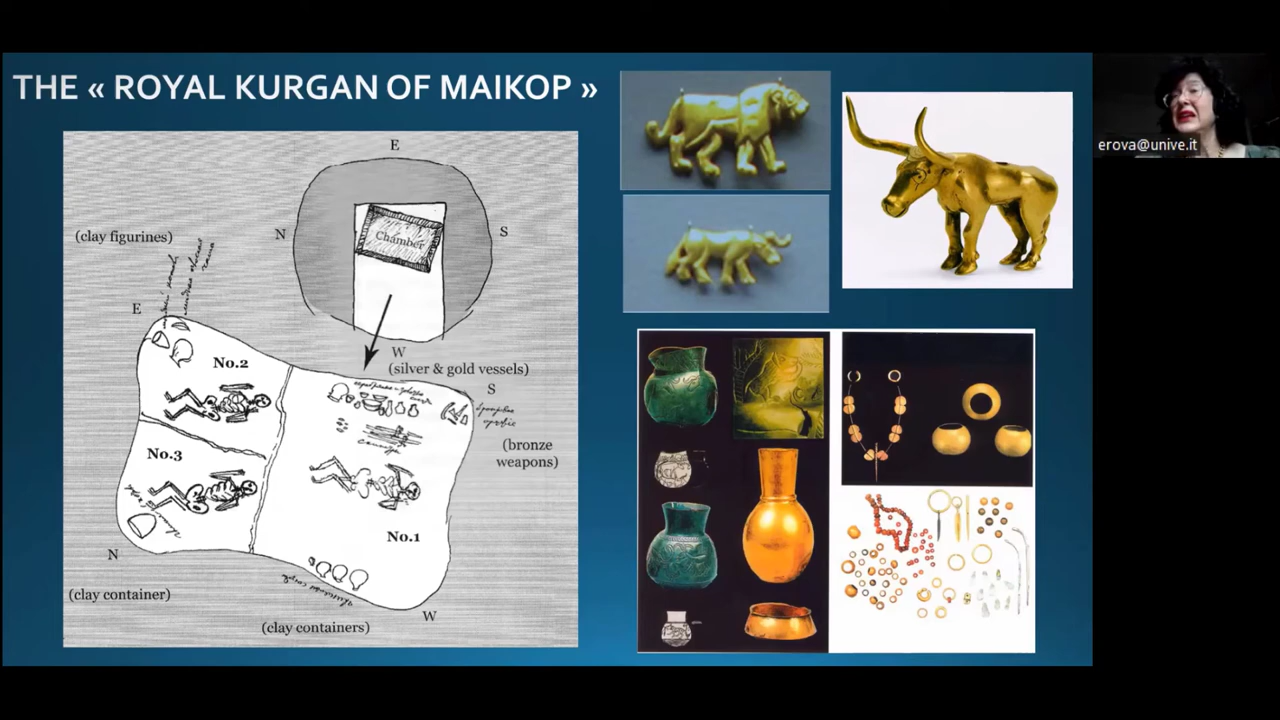 THE « ROYAL KURGAN OF MAIKOP »
erova@unive.it
E
(clay figurines)
N
S
Chamber
E
W
(silver & gold vessels)
S
No.2
(bronze
weapons)
No.3
No.1
N
(clay container)
W
(clay containers)